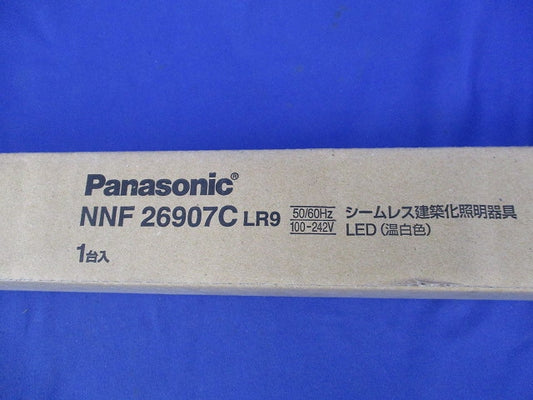 Panasonic®
NNF 26907C LR9
50/60Hz
100-242V
シームレス建築化照明器具
LED(温白色)
1台入